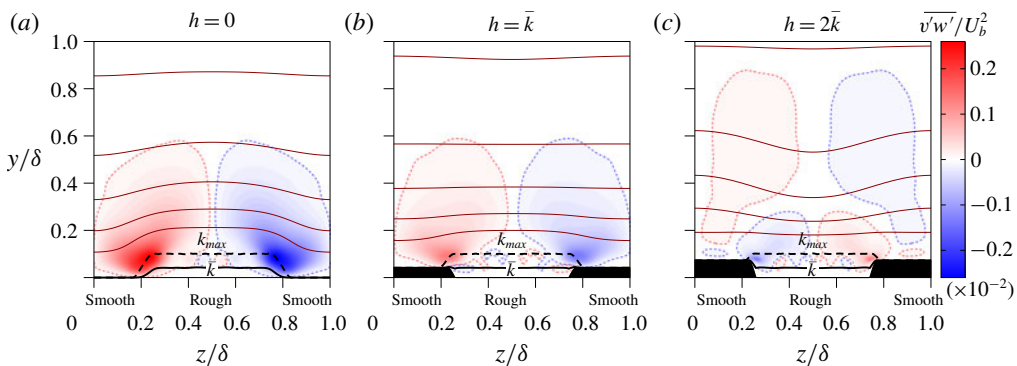 (a) h = 0 (b) h = k̄ (c) h = 2k̄ v′w′/U_b^2
1.0
0.8
0.6
y/δ
0.4
0.2
k_max k_max k_max
k̄ k̄ k̄
0.2
0.1
0
−0.1
−0.2
(×10−2)
Smooth Rough Smooth Smooth Rough Smooth Smooth Rough Smooth
0 0.2 0.4 0.6 0.8 1.0 0 0.2 0.4 0.6 0.8 1.0 0 0.2 0.4 0.6 0.8 1.0
z/δ z/δ z/δ